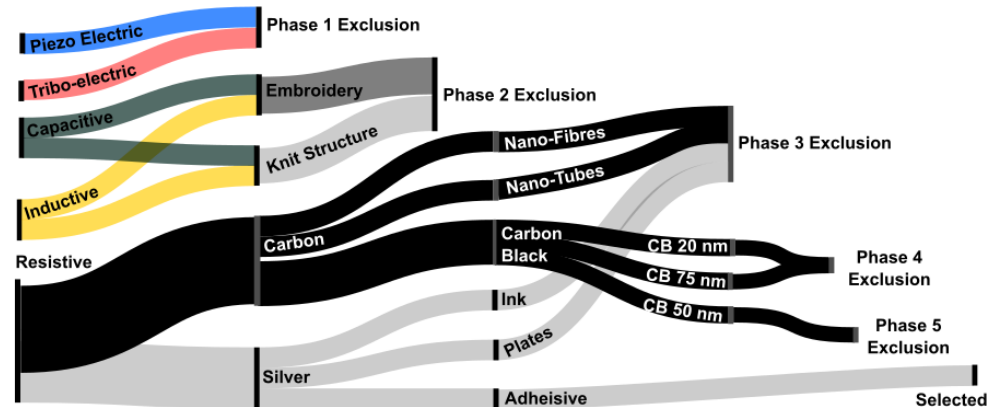 Piezo Electric
Phase 1 Exclusion
Tribo-electric
Capacitive
Embroidery
Phase 2 Exclusion
Knit Structure
Nano-Fibres
Phase 3 Exclusion
Nano-Tubes
Inductive
Resistive
Carbon
Carbon
Black
CB 20 nm
CB 75 nm
CB 50 nm
Phase 4
Exclusion
Phase 5
Exclusion
Ink
Plates
Silver
Adheisive
Selected